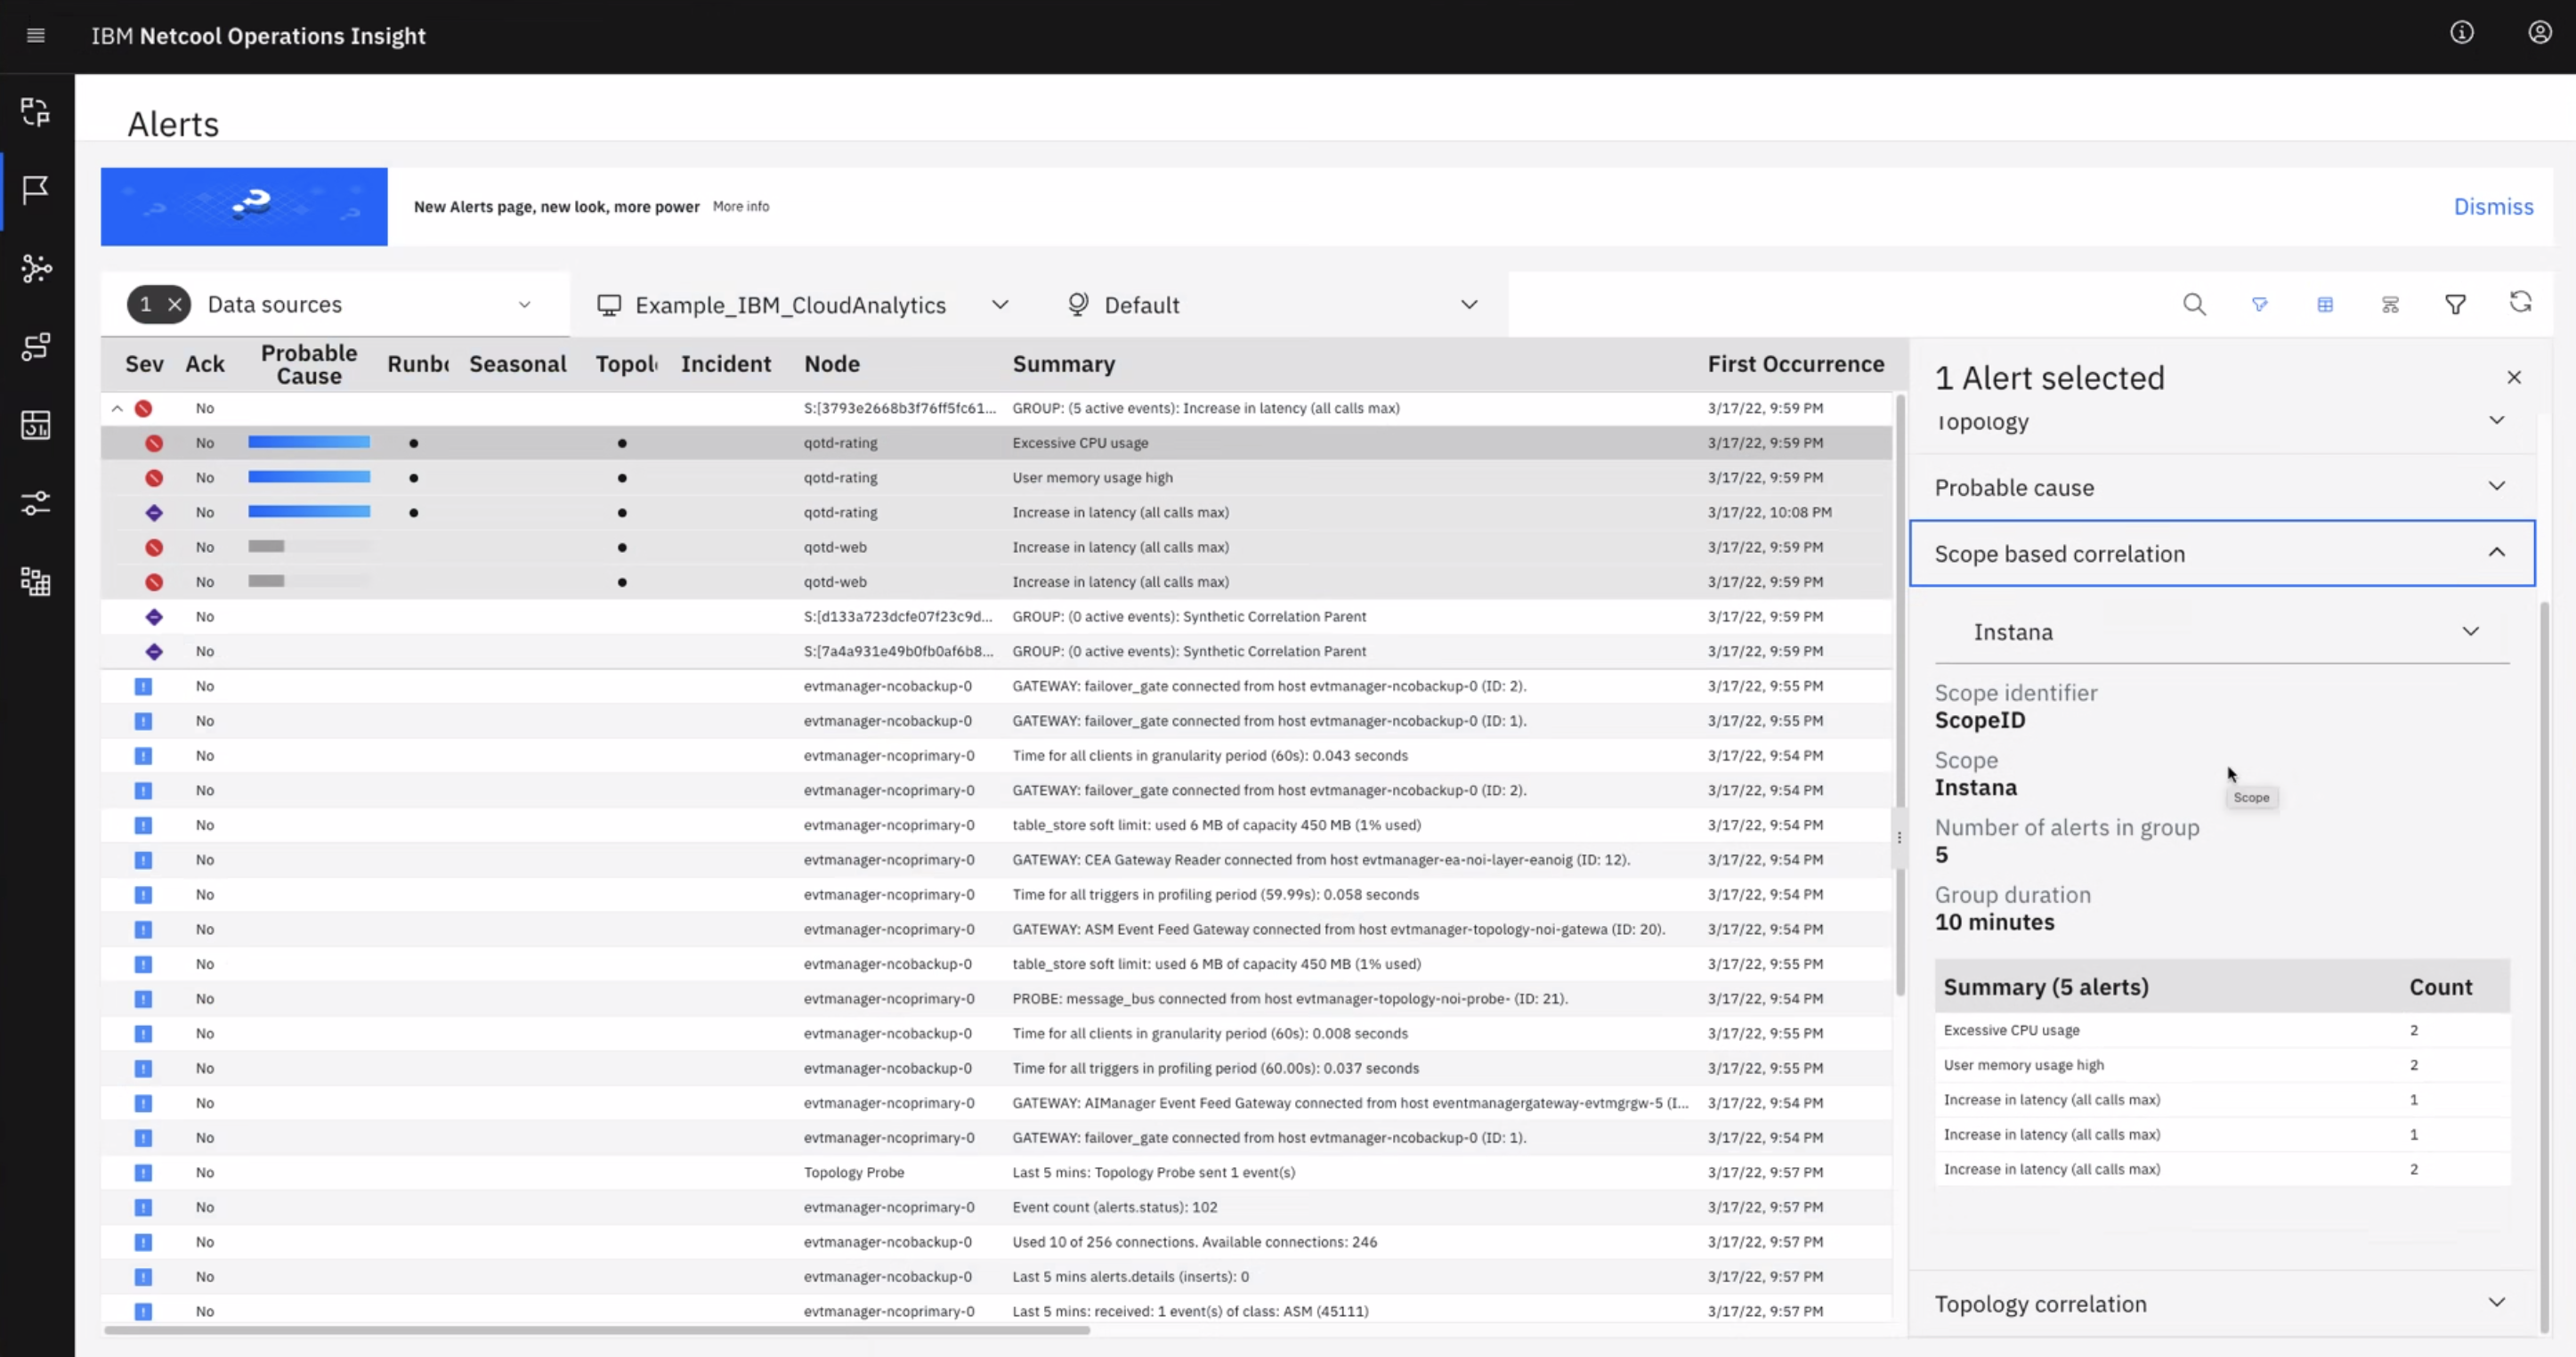 IBM Netcool Operations Insight
Alerts
New Alerts page, new look, more power More info Dismiss
1 Data sources Example_IBM_CloudAnalytics Default
Sev Ack Probable Cause Runbo Seasonal Topol Incident Node Summary First Occurrence
No S:[3793e2668b3f76ff5fc61... GROUP: (5 active events): Increase in latency (all calls max) 3/17/22, 9:59 PM
No qotd-rating Excessive CPU usage 3/17/22, 9:59 PM
No qotd-rating User memory usage high 3/17/22, 9:59 PM
No qotd-rating Increase in latency (all calls max) 3/17/22, 10:08 PM
No qotd-web Increase in latency (all calls max) 3/17/22, 9:59 PM
No qotd-web Increase in latency (all calls max) 3/17/22, 9:59 PM
No S:[d133a723dcfe07f23c9d... GROUP: (0 active events): Synthetic Correlation Parent 3/17/22, 9:59 PM
No S:[7a4a931e49b0fb0af6b8... GROUP: (0 active events): Synthetic Correlation Parent 3/17/22, 9:59 PM
No evtmanager-ncobackup-0 GATEWAY: failover_gate connected from host evtmanager-ncobackup-0 (ID: 2). 3/17/22, 9:55 PM
No evtmanager-ncobackup-0 GATEWAY: failover_gate connected from host evtmanager-ncobackup-0 (ID: 1). 3/17/22, 9:55 PM
No evtmanager-ncoprimary-0 Time for all clients in granularity period (60s): 0.043 seconds 3/17/22, 9:54 PM
No evtmanager-ncoprimary-0 GATEWAY: failover_gate connected from host evtmanager-ncobackup-0 (ID: 2). 3/17/22, 9:54 PM
No evtmanager-ncoprimary-0 table_store soft limit: used 6 MB of capacity 450 MB (1% used) 3/17/22, 9:54 PM
No evtmanager-ncoprimary-0 GATEWAY: CEA Gateway Reader connected from host evtmanager-ea-noi-layer-eanoig (ID: 12). 3/17/22, 9:54 PM
No evtmanager-ncoprimary-0 Time for all triggers in profiling period (59.99s): 0.058 seconds 3/17/22, 9:54 PM
No evtmanager-ncoprimary-0 GATEWAY: ASM Event Feed Gateway connected from host evtmanager-topology-noi-gatewa (ID: 20). 3/17/22, 9:54 PM
No evtmanager-ncobackup-0 table_store soft limit: used 6 MB of capacity 450 MB (1% used) 3/17/22, 9:55 PM
No evtmanager-ncoprimary-0 PROBE: message_bus connected from host evtmanager-topology-noi-probe- (ID: 21). 3/17/22, 9:54 PM
No evtmanager-ncobackup-0 Time for all clients in granularity period (60s): 0.008 seconds 3/17/22, 9:55 PM
No evtmanager-ncobackup-0 Time for all triggers in profiling period (60.00s): 0.037 seconds 3/17/22, 9:55 PM
No evtmanager-ncoprimary-0 GATEWAY: AIManager Event Feed Gateway connected from host eventmanagergateway-evtmgrgw-5 (I... 3/17/22, 9:54 PM
No evtmanager-ncoprimary-0 GATEWAY: failover_gate connected from host evtmanager-ncobackup-0 (ID: 1). 3/17/22, 9:54 PM
No Topology Probe Last 5 mins: Topology Probe sent 1 event(s) 3/17/22, 9:57 PM
No evtmanager-ncoprimary-0 Event count (alerts.status): 102 3/17/22, 9:57 PM
No evtmanager-ncobackup-0 Used 10 of 256 connections. Available connections: 246 3/17/22, 9:57 PM
No evtmanager-ncobackup-0 Last 5 mins alerts.details (inserts): 0 3/17/22, 9:57 PM
No evtmanager-ncoprimary-0 Last 5 mins: received: 1 event(s) of class: ASM (45111) 3/17/22, 9:57 PM
1 Alert selected
Topology
Probable cause
Scope based correlation
Instana
Scope identifier
ScopeID
Scope
Instana
Scope
Number of alerts in group
5
Group duration
10 minutes
Summary (5 alerts) Count
Excessive CPU usage 2
User memory usage high 2
Increase in latency (all calls max) 1
Increase in latency (all calls max) 1
Increase in latency (all calls max) 2
Topology correlation